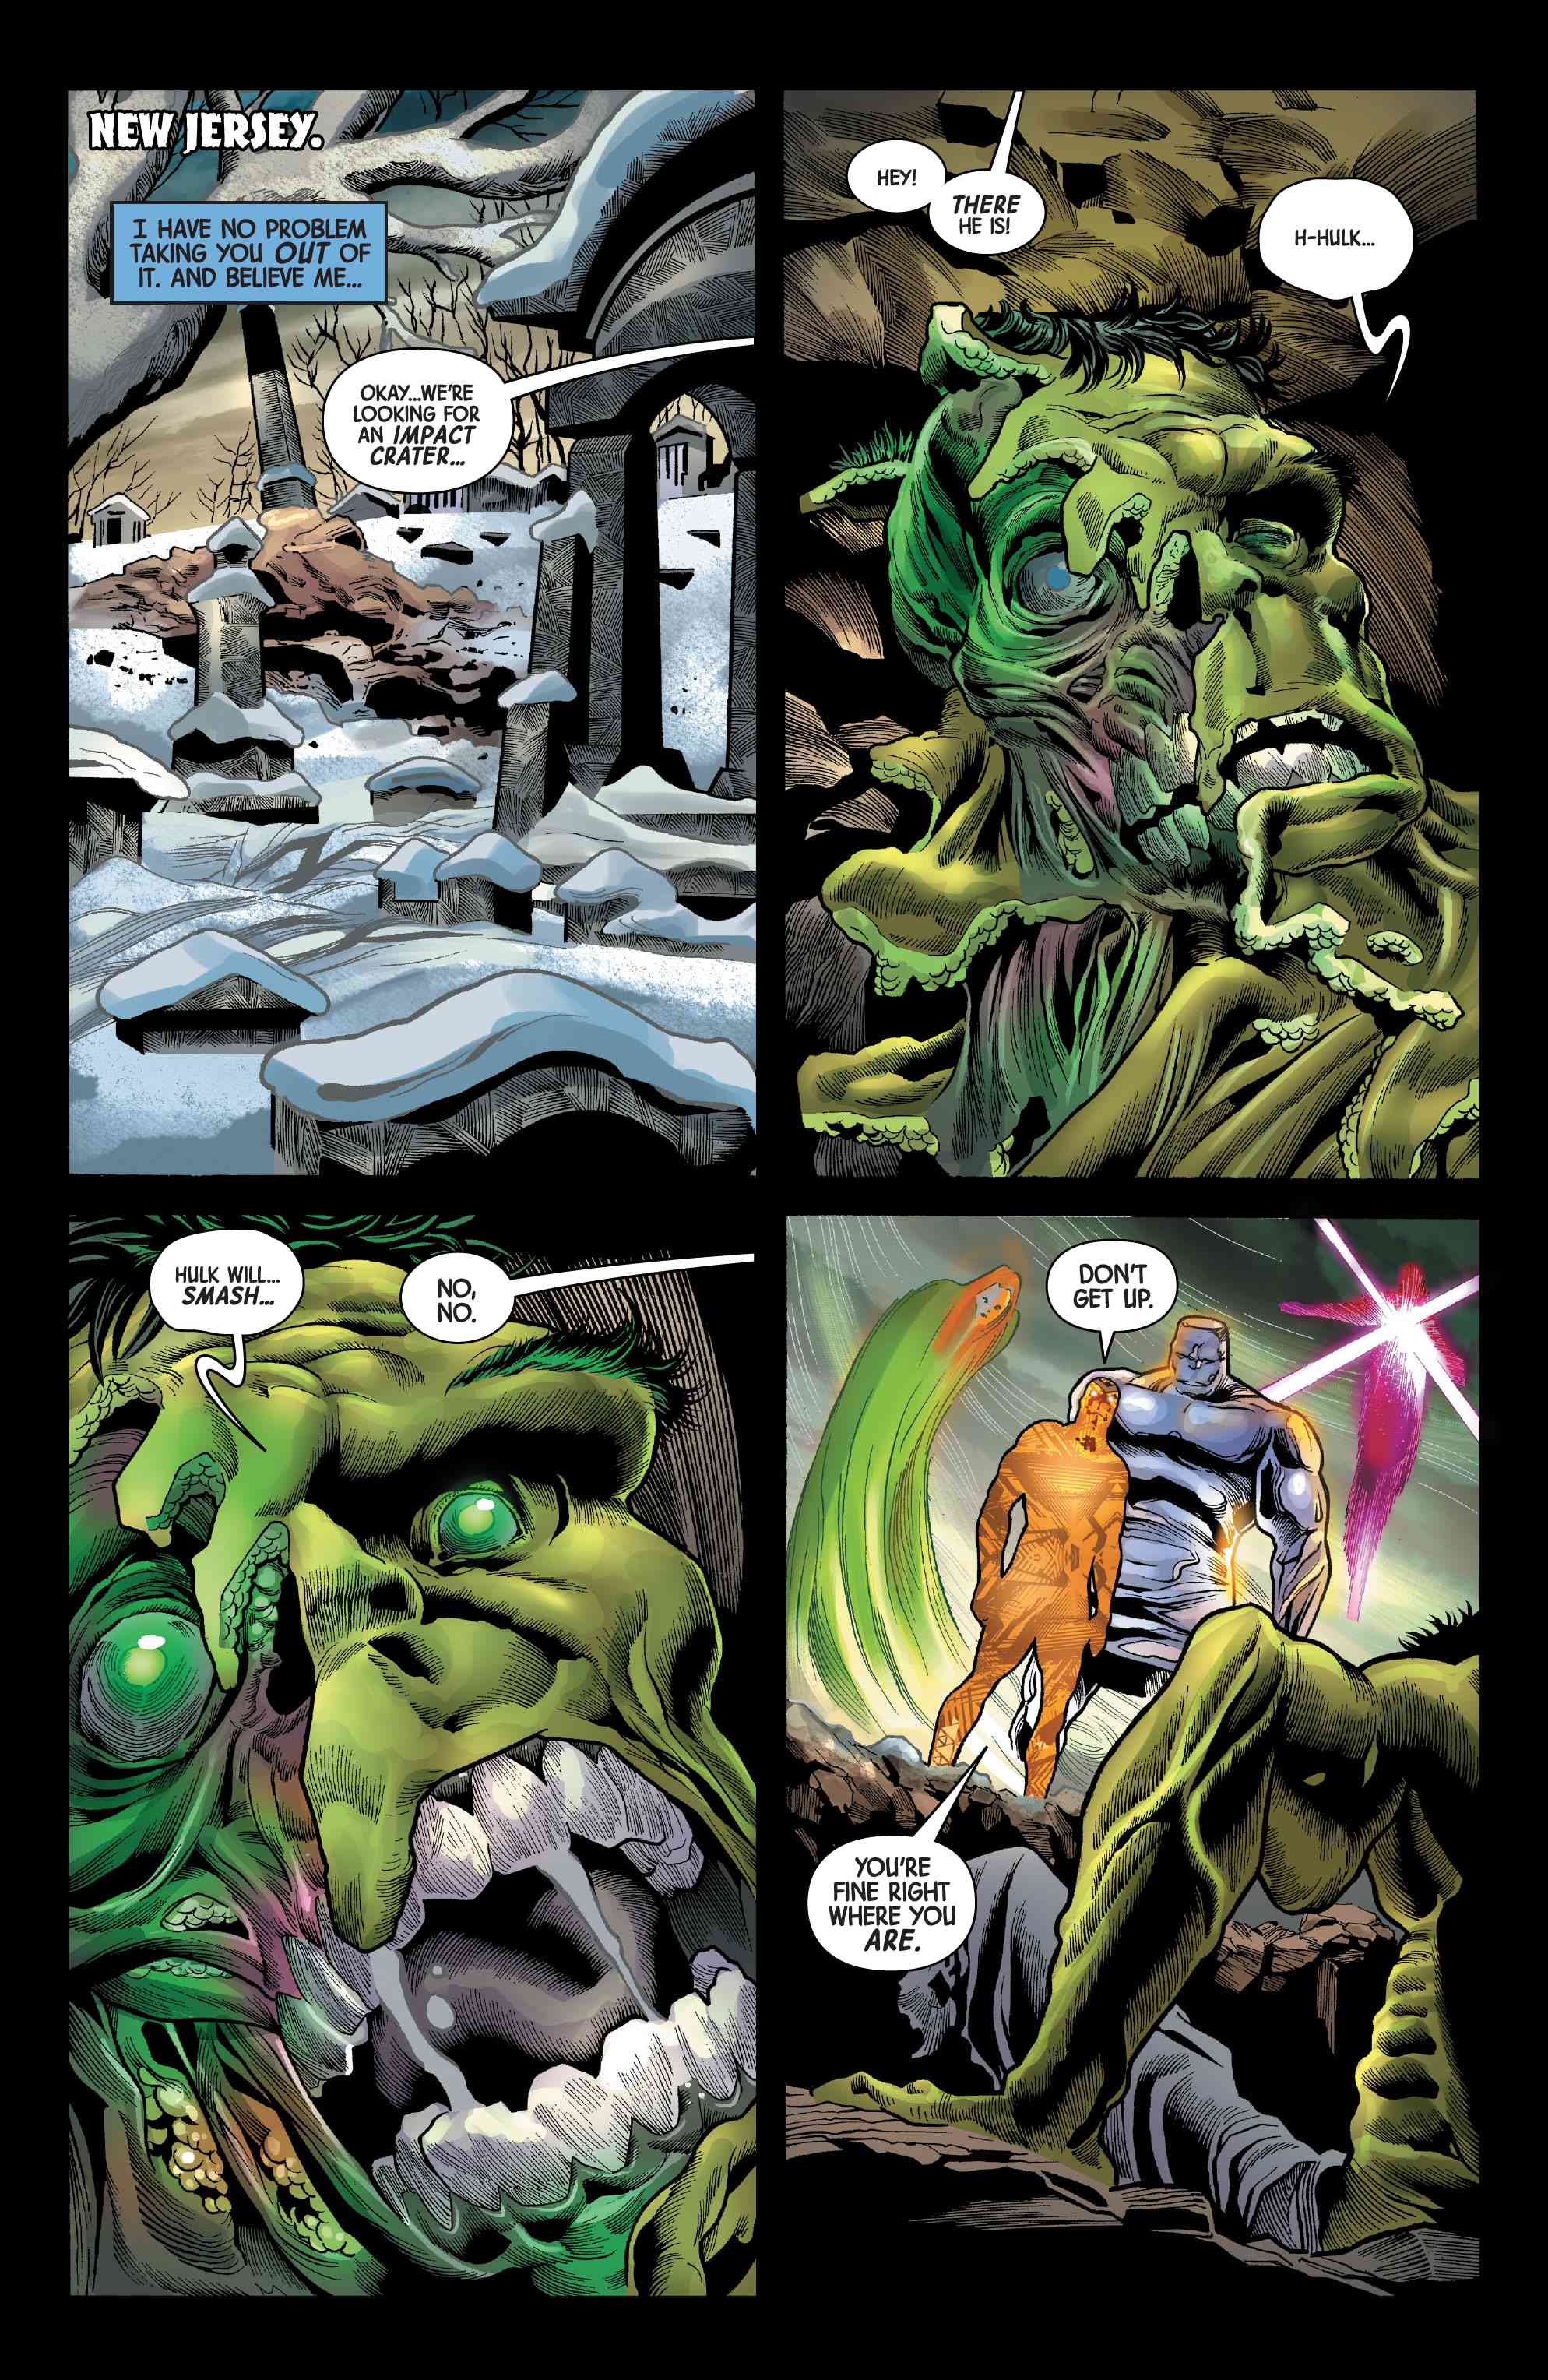 NEW JERSEY.
I HAVE NO PROBLEM
TAKING YOU OUT OF
IT. AND BELIEVE ME...
OKAY...WE'RE
LOOKING FOR
AN IMPACT
CRATER...
HEY!
THERE
HE IS!
H-HULK...
HULK WILL...
SMASH...
NO,
NO.
DON'T
GET UP.
YOU'RE
FINE RIGHT
WHERE YOU
ARE.